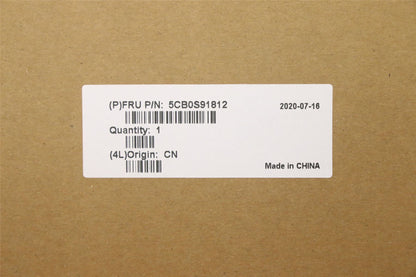 (P)FRU P/N: 5CB0S91812 2020-07-16
Quantity: 1
(4L)Origin: CN
Made in CHINA